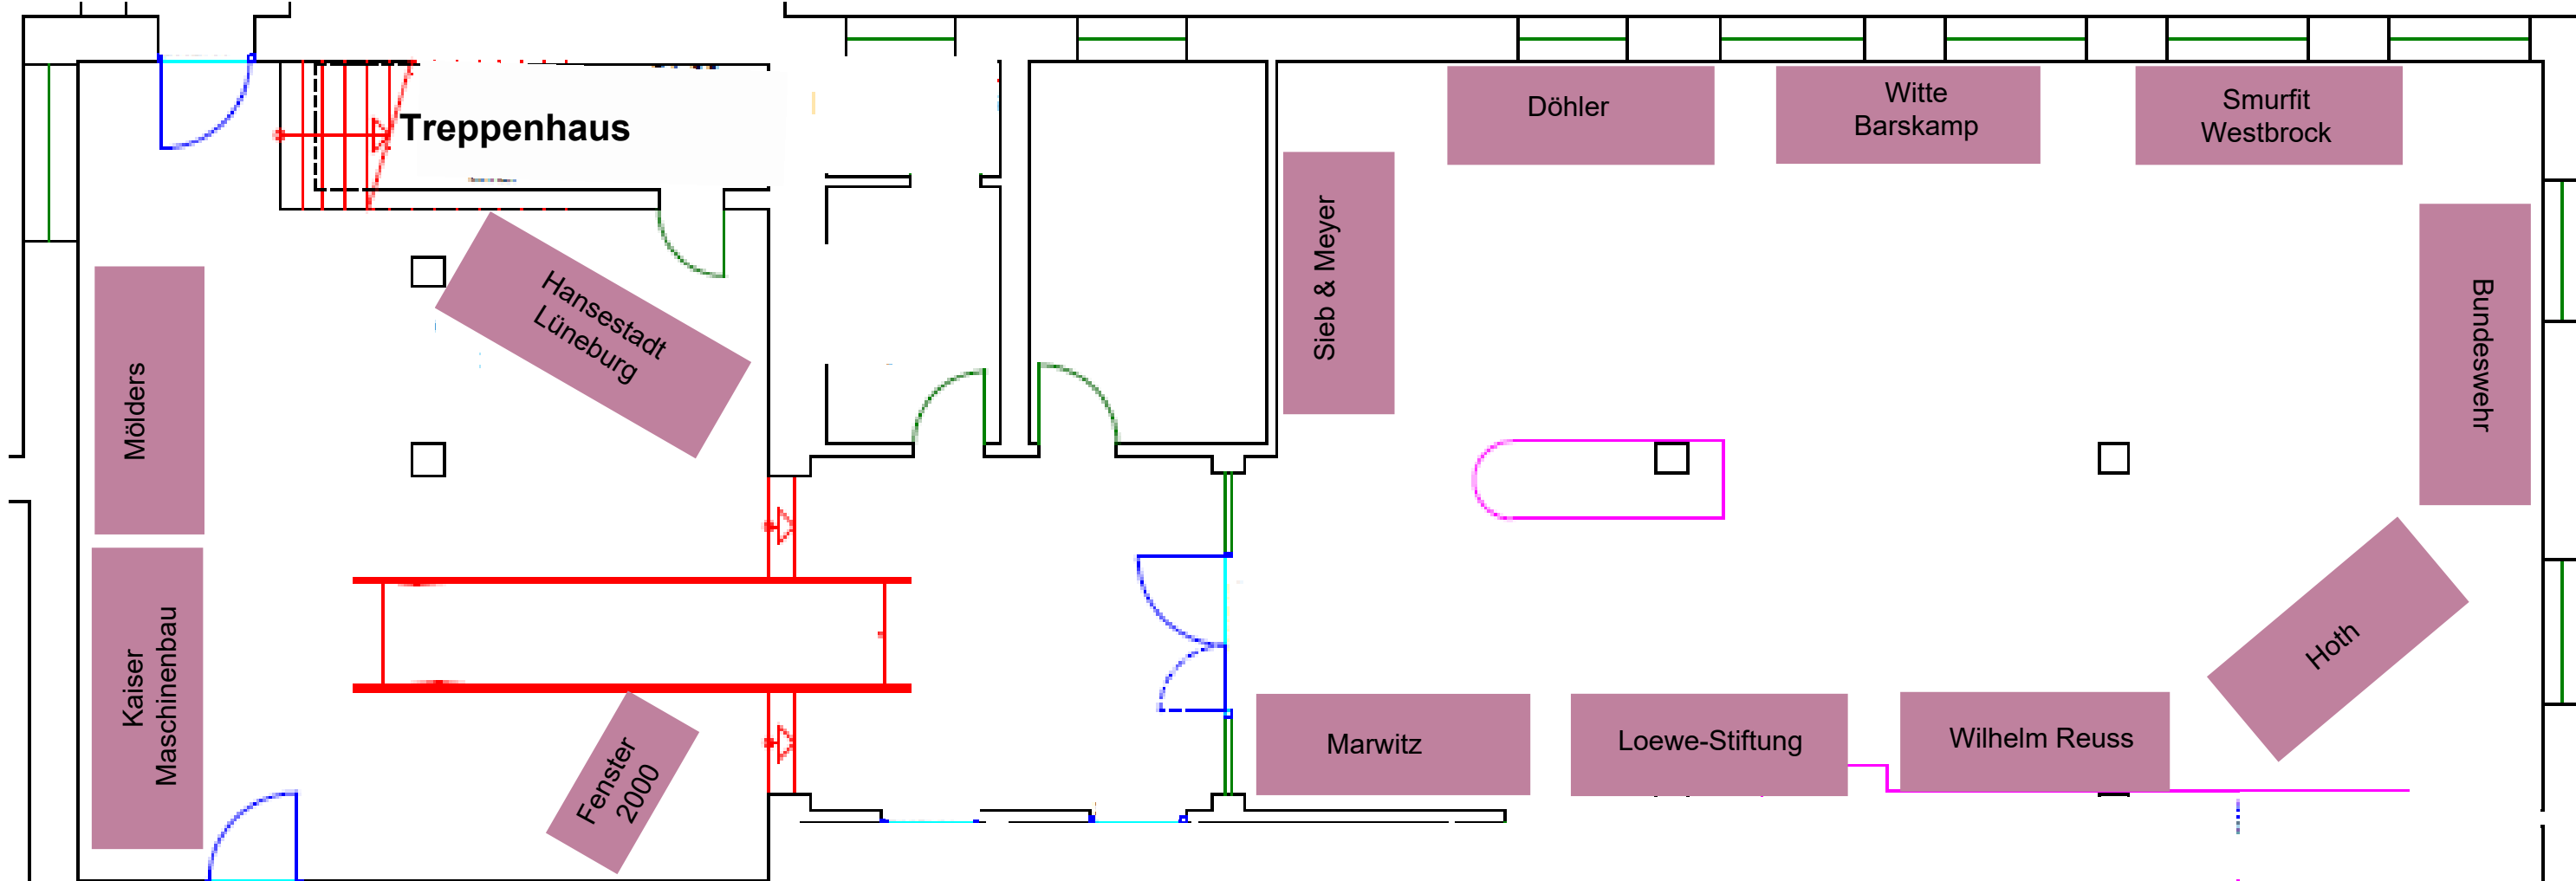 Treppenhaus
Döhler
Witte
Barskamp
Smurfit
Westbrock
Sieb & Meyer
Bundeswehr
Hansestadt
Lüneburg
Mölders
Kaiser
Maschinenbau
Fenster
2000
Marwitz
Loewe-Stiftung
Wilhelm Reuss
Hoth